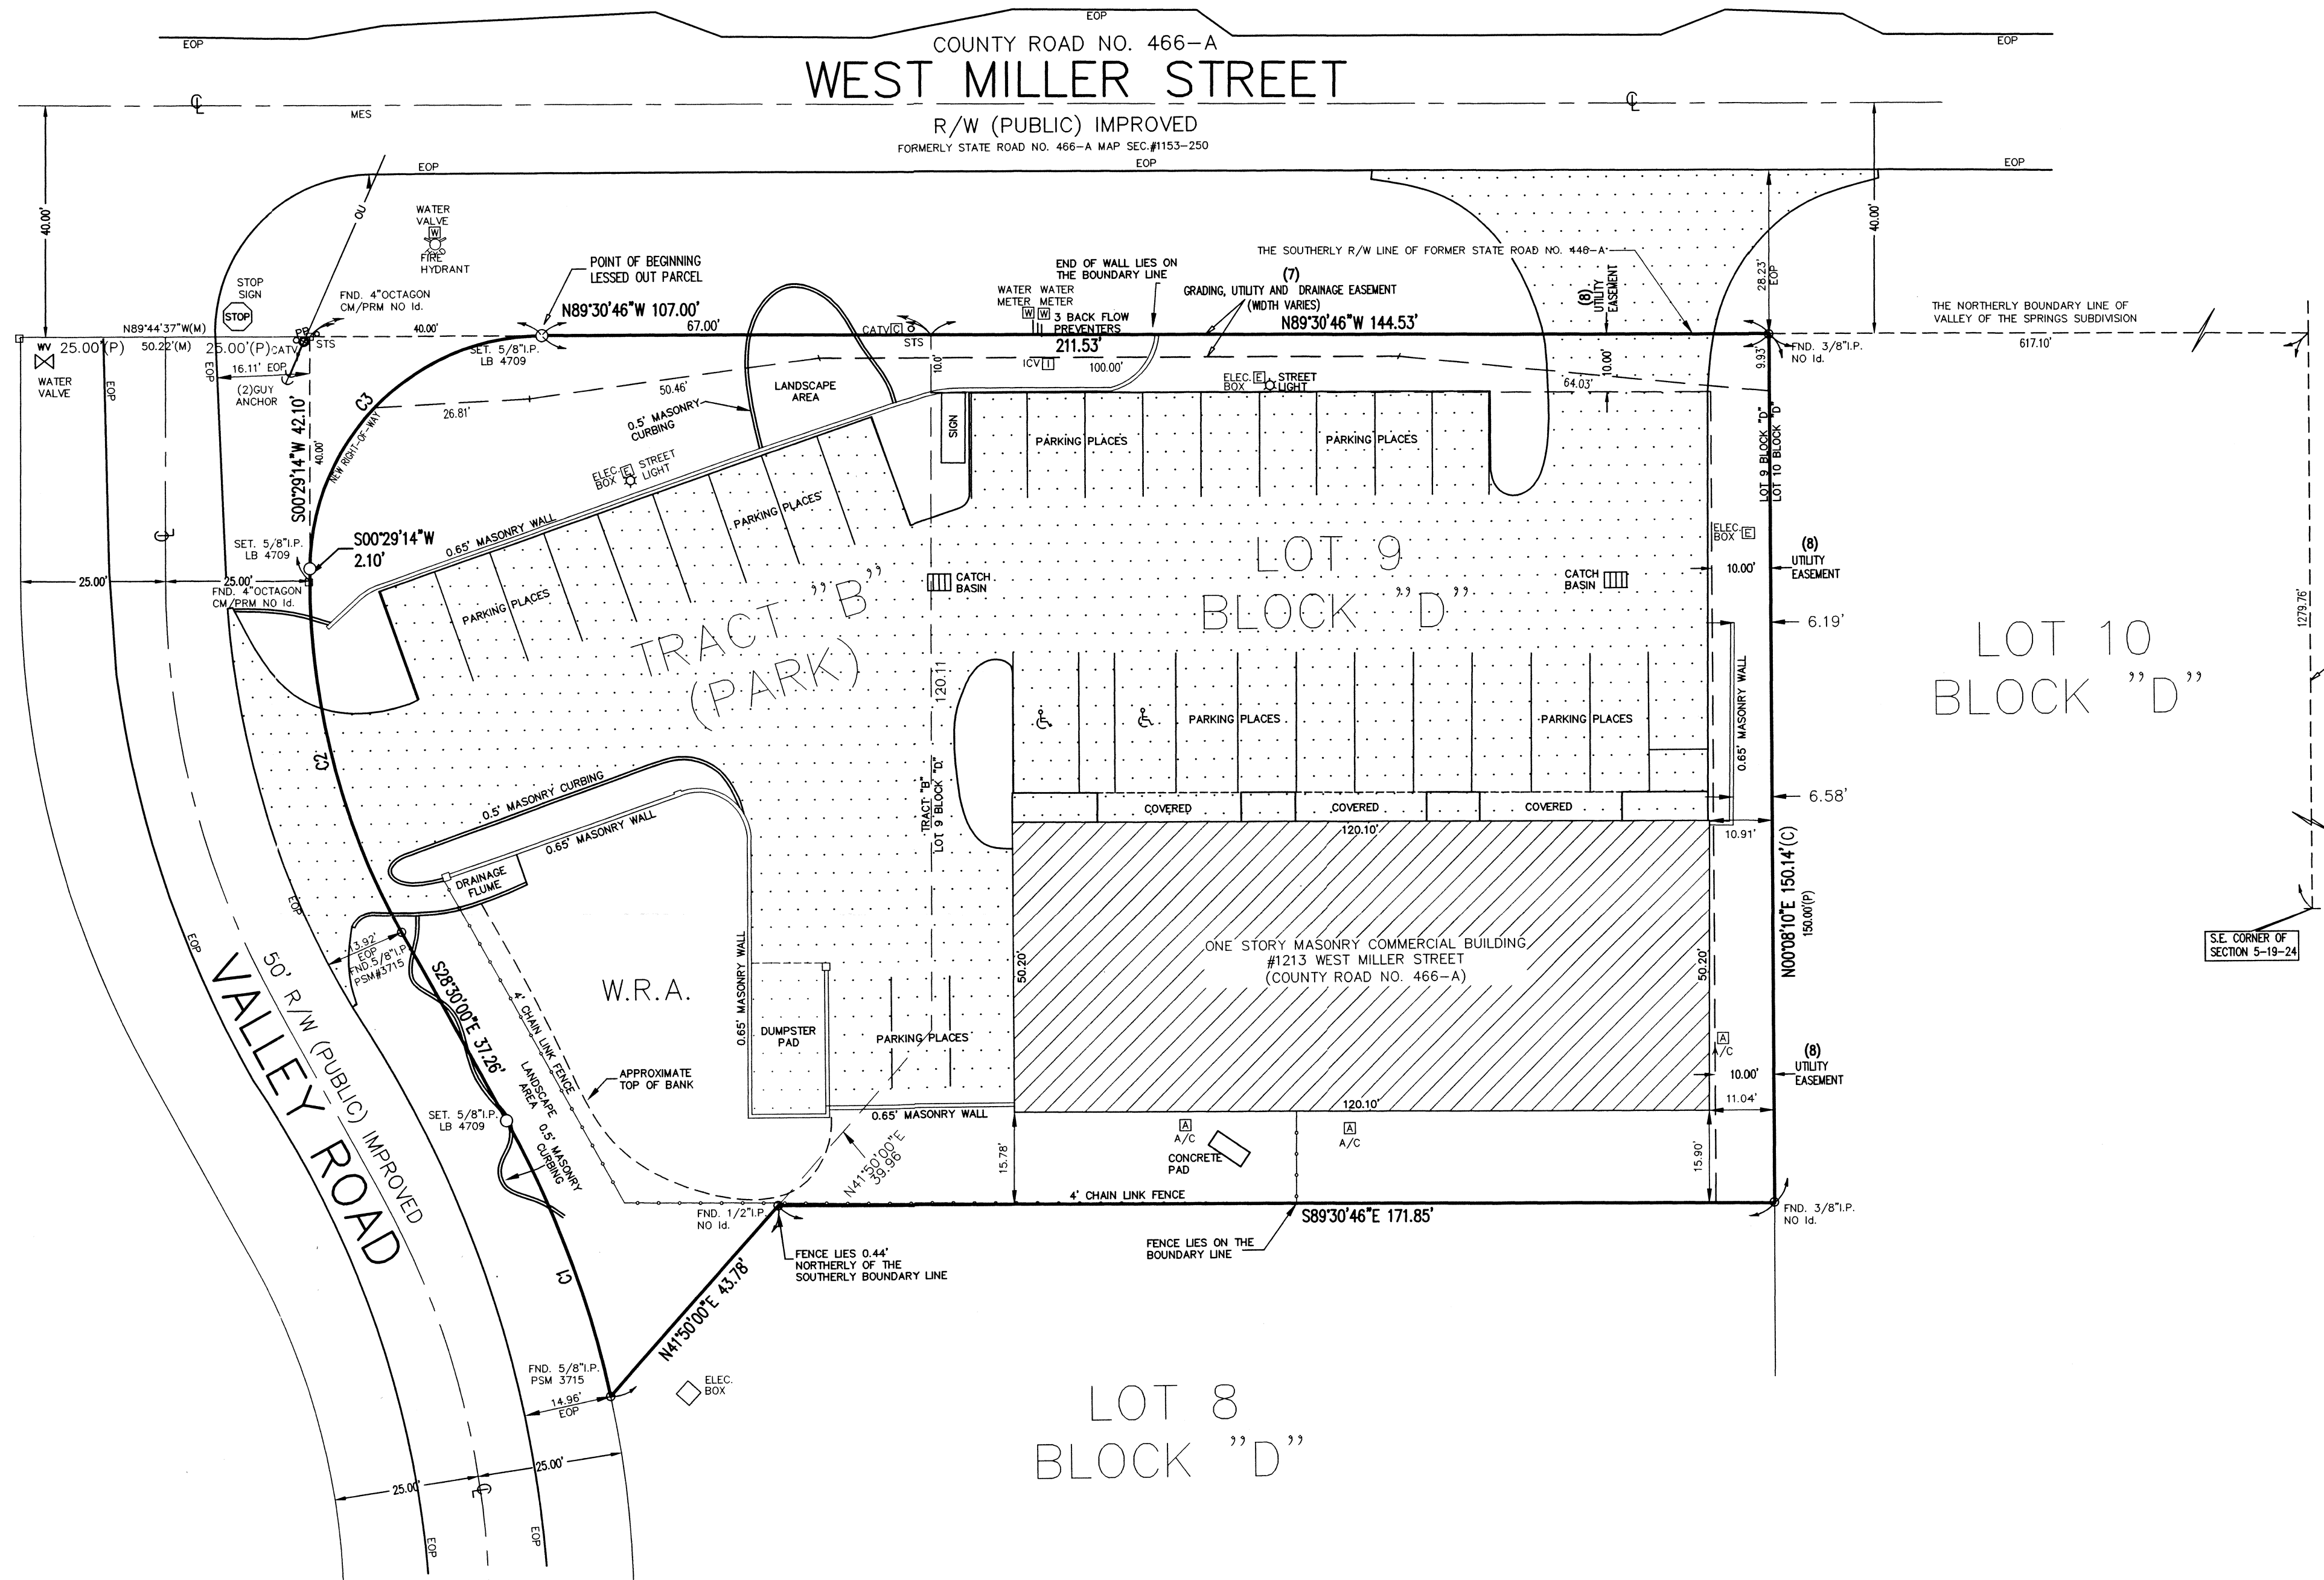 EOP
EOP
EOP
COUNTY ROAD NO. 466-A
WEST MILLER STREET
MES
R/W (PUBLIC) IMPROVED
FORMERLY STATE ROAD NO. 466-A MAP SEC.#1153-250
EOP
EOP
EOP
40.00'
40.00'
OU
WATER
VALVE
W
FIRE
HYDRANT
STOP
SIGN
STOP
FND. 4"OCTAGON
CM/PRM NO Id.
POINT OF BEGINNING
LESSED OUT PARCEL
N89°30'46"W 107.00'
40.00'
67.00'
END OF WALL LIES ON
THE BOUNDARY LINE
WATER WATER
METER METER
W W 3 BACK FLOW
PREVENTERS
211.53'
THE SOUTHERLY R/W LINE OF FORMER STATE ROAD NO. 446-A
(7)
GRADING, UTILITY AND DRAINAGE EASEMENT
(WIDTH VARIES)
N89°30'46"W 144.53'
(8)
UTILITY
EASEMENT
28.23'
EOP
THE NORTHERLY BOUNDARY LINE OF
VALLEY OF THE SPRINGS SUBDIVISION
617.10'
FND. 3/8"I.P.
NO Id.
N89°44'37"W(M)
50.22'(M)
25.00'(P)
25.00'(P)
CATV
STS
WV
WATER
VALVE
EOP
EOP
16.11' EOP
(2)GUY
ANCHOR
SET. 5/8"I.P.
LB 4709
CATV C
STS
10.0'
ICV I
100.00'
ELEC. E STREET
BOX LIGHT
64.03'
10.00'
9.93'
C3
NEW RIGHT-OF-WAY
S00°29'14"W 42.10'
40.00'
26.81'
50.46'
LANDSCAPE
AREA
0.5' MASONRY
CURBING
SIGN
PARKING PLACES
PARKING PLACES
LOT 9 BLOCK "D"
LOT 10 BLOCK "D"
ELEC. E STREET
BOX LIGHT
0.65' MASONRY WALL
PARKING PLACES
PARKING PLACES
SET. 5/8"I.P.
LB 4709
S00°29'14"W
2.10'
25.00'
25.00'
FND. 4"OCTAGON
CM/PRM NO Id.
TRACT "B"
(PARK)
CATCH
BASIN
LOT 9
BLOCK "D"
CATCH
BASIN
ELEC.
BOX E
(8)
UTILITY
EASEMENT
10.00'
6.19'
0.65' MASONRY WALL
6.58'
LOT 10
BLOCK "D"
1279.76'
120.11
TRACT "B"
LOT 9 BLOCK "D"
PARKING PLACES
PARKING PLACES
COVERED
COVERED
COVERED
120.10'
10.91'
C2
0.5' MASONRY CURBING
0.65' MASONRY WALL
DRAINAGE
FLUME
EOP
EOP
13.92'
EOP
FND.5/8"I.P.
PSM#3715
S28°30'00"E 37.26'
4' CHAIN LINK FENCE
W.R.A.
0.65' MASONRY WALL
DUMPSTER
PAD
PARKING PLACES
50.20'
ONE STORY MASONRY COMMERCIAL BUILDING
#1213 WEST MILLER STREET
(COUNTY ROAD NO. 466-A)
50.20'
N00°08'10"E 150.14'(C)
150.00'(P)
S.E. CORNER OF
SECTION 5-19-24
VALLEY ROAD
50' R/W (PUBLIC) IMPROVED
APPROXIMATE
TOP OF BANK
LANDSCAPE
AREA
0.5' MASONRY
CURBING
SET. 5/8"I.P.
LB 4709
0.65' MASONRY WALL
120.10'
A
A/C
(8)
UTILITY
EASEMENT
10.00'
11.04'
N41°50'00"E
39.96
15.78'
A
A/C
CONCRETE
PAD
A
A/C
15.90'
4' CHAIN LINK FENCE
S89°30'46"E 171.85'
FND. 1/2"I.P.
NO Id.
FND. 3/8"I.P.
NO Id.
FENCE LIES 0.44'
NORTHERLY OF THE
SOUTHERLY BOUNDARY LINE
FENCE LIES ON THE
BOUNDARY LINE
C1
N41°50'00"E 43.78'
FND. 5/8"I.P.
PSM 3715
14.96'
EOP
ELEC.
BOX
25.00'
25.00'
EOP
EOP
LOT 8
BLOCK "D"